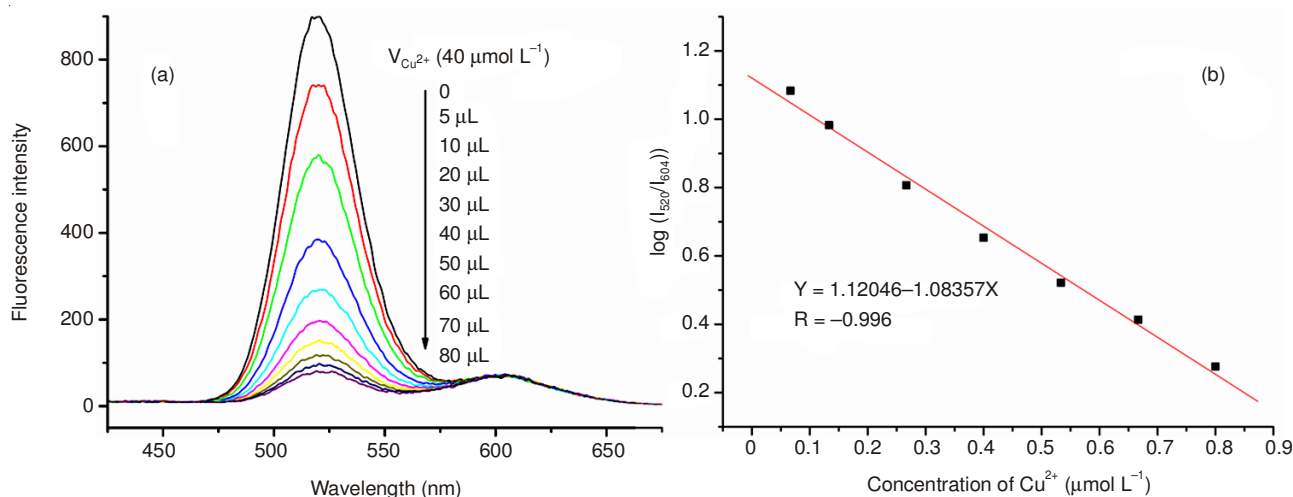 (a)
V_{Cu²⁺} (40 μmol L⁻¹)
0
5 μL
10 μL
20 μL
30 μL
40 μL
50 μL
60 μL
70 μL
80 μL
800
600
400
200
0
450
500
550
600
650
Fluorescence intensity
Wavelength (nm)
(b)
1.2
1.0
0.8
0.6
0.4
0.2
0
0.1
0.2
0.3
0.4
0.5
0.6
0.7
0.8
0.9
log (I₅₂₀/I₆₀₄))
Y = 1.12046–1.08357X
R = –0.996
Concentration of Cu²⁺ (μmol L⁻¹)